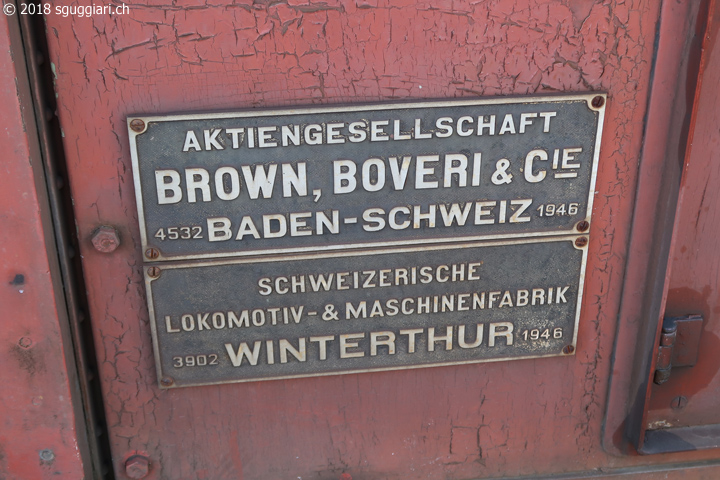 © 2018 sguggiari.ch
AKTIENGESELLSCHAFT
BROWN, BOVERI & CIE
4532 BADEN-SCHWEIZ 1946
SCHWEIZERISCHE
LOKOMOTIV-& MASCHINENFABRIK
3902 WINTERTHUR 1946